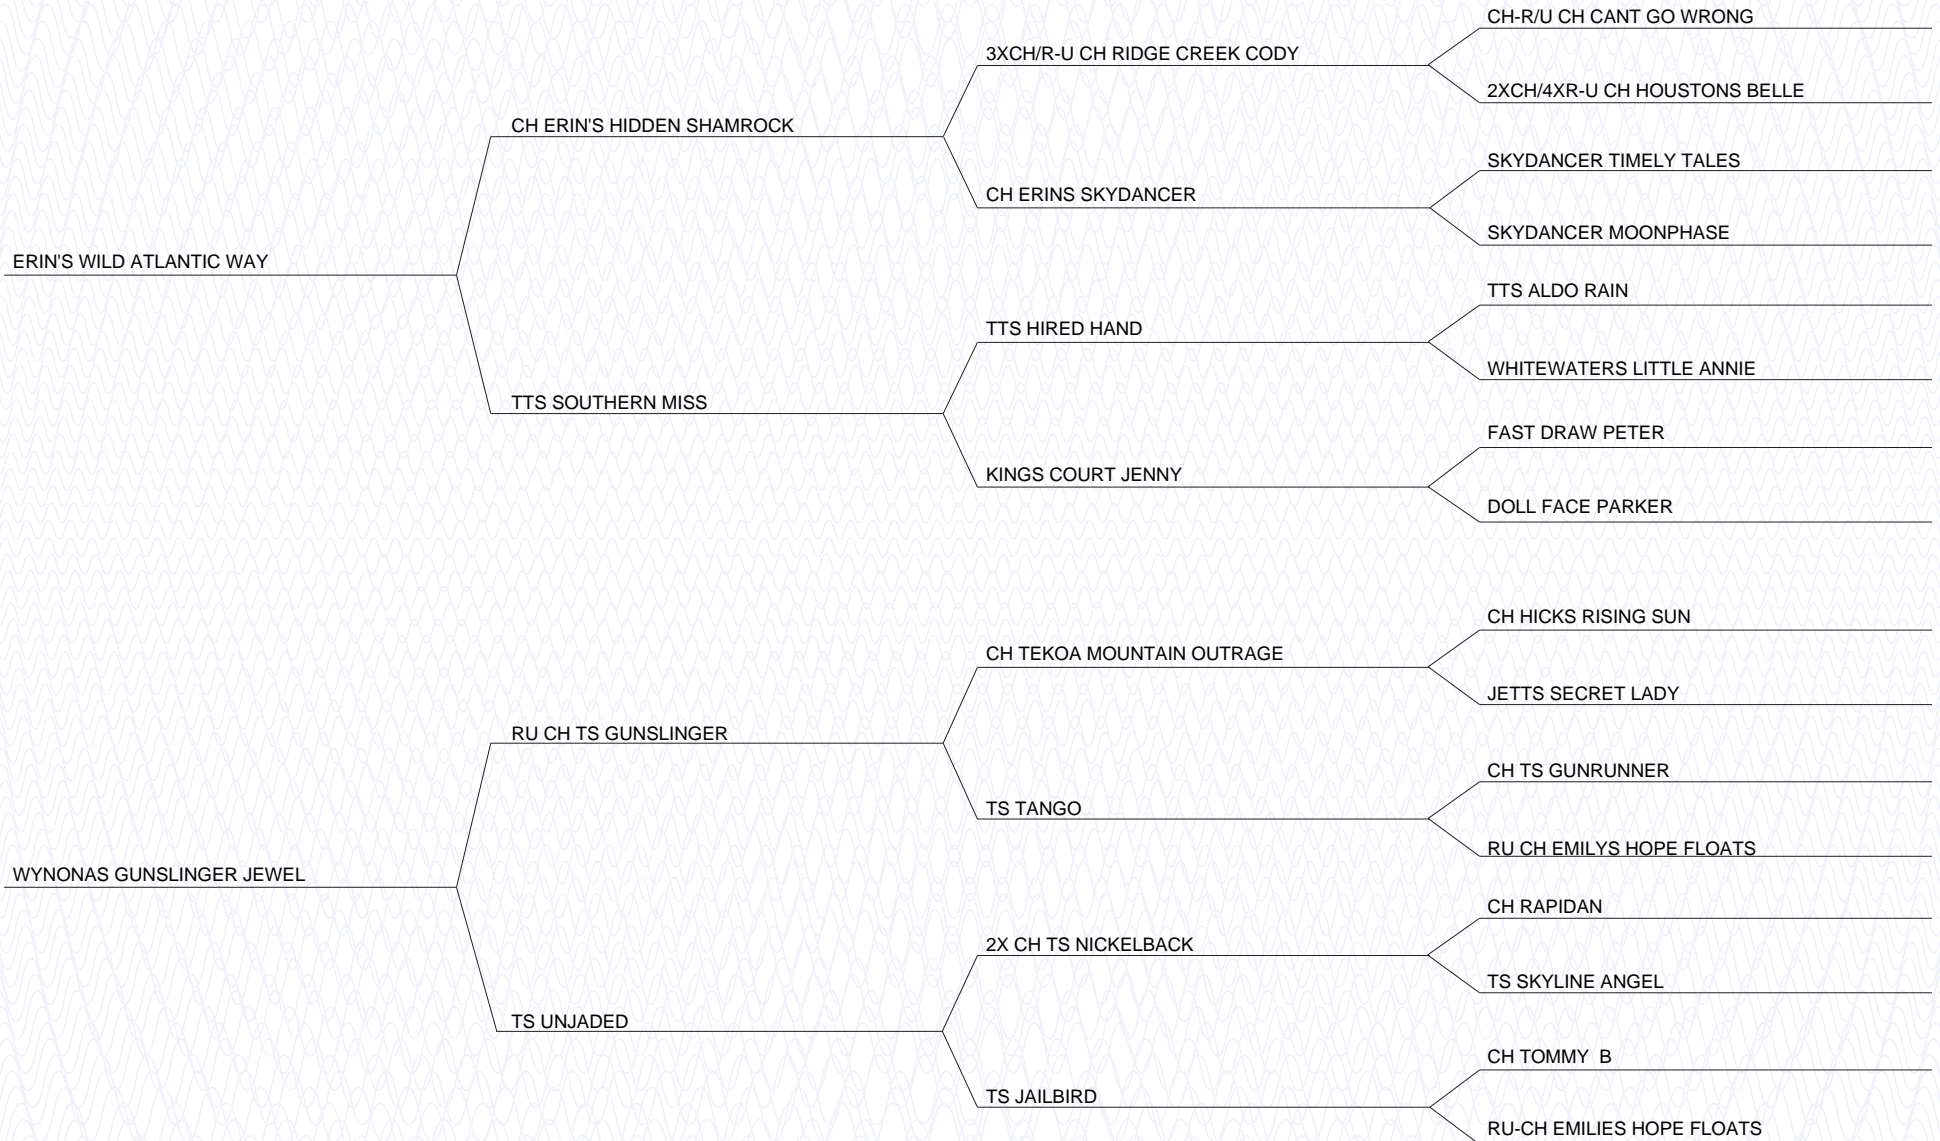 CH-R/U CH CANT GO WRONG
3XCH/R-U CH RIDGE CREEK CODY
2XCH/4XR-U CH HOUSTONS BELLE
CH ERIN'S HIDDEN SHAMROCK
SKYDANCER TIMELY TALES
CH ERINS SKYDANCER
SKYDANCER MOONPHASE
ERIN'S WILD ATLANTIC WAY
TTS ALDO RAIN
TTS HIRED HAND
WHITEWATERS LITTLE ANNIE
TTS SOUTHERN MISS
FAST DRAW PETER
KINGS COURT JENNY
DOLL FACE PARKER
CH HICKS RISING SUN
CH TEKOA MOUNTAIN OUTRAGE
JETTS SECRET LADY
RU CH TS GUNSLINGER
CH TS GUNRUNNER
TS TANGO
RU CH EMILYS HOPE FLOATS
WYNONAS GUNSLINGER JEWEL
CH RAPIDAN
2X CH TS NICKELBACK
TS SKYLINE ANGEL
TS UNJADED
CH TOMMY  B
TS JAILBIRD
RU-CH EMILIES HOPE FLOATS